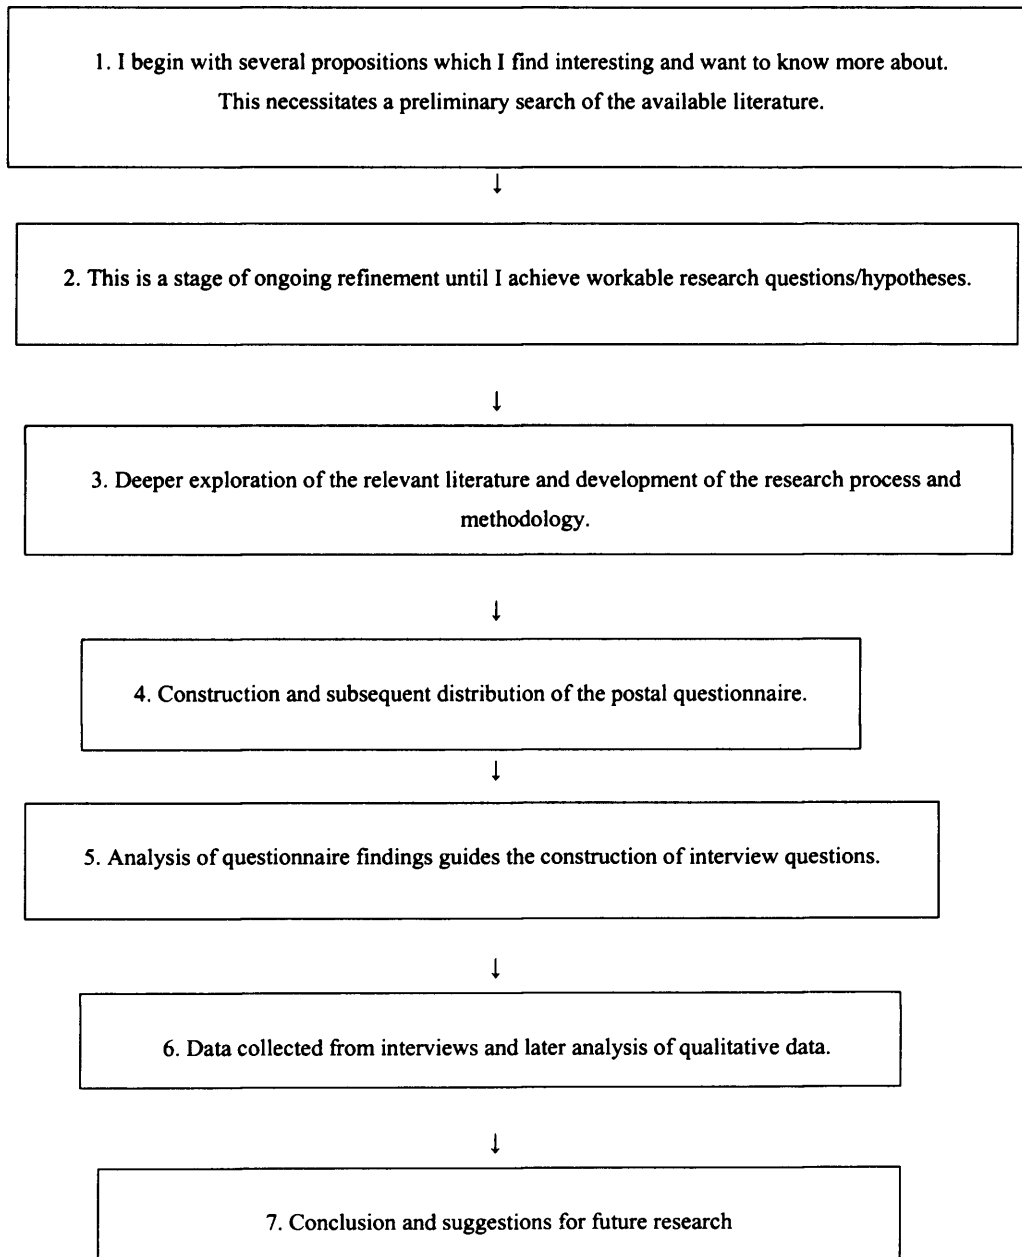 1. I begin with several propositions which I find interesting and want to know more about.
This necessitates a preliminary search of the available literature.
↓
2. This is a stage of ongoing refinement until I achieve workable research questions/hypotheses.
↓
3. Deeper exploration of the relevant literature and development of the research process and
methodology.
↓
4. Construction and subsequent distribution of the postal questionnaire.
↓
5. Analysis of questionnaire findings guides the construction of interview questions.
↓
6. Data collected from interviews and later analysis of qualitative data.
↓
7. Conclusion and suggestions for future research